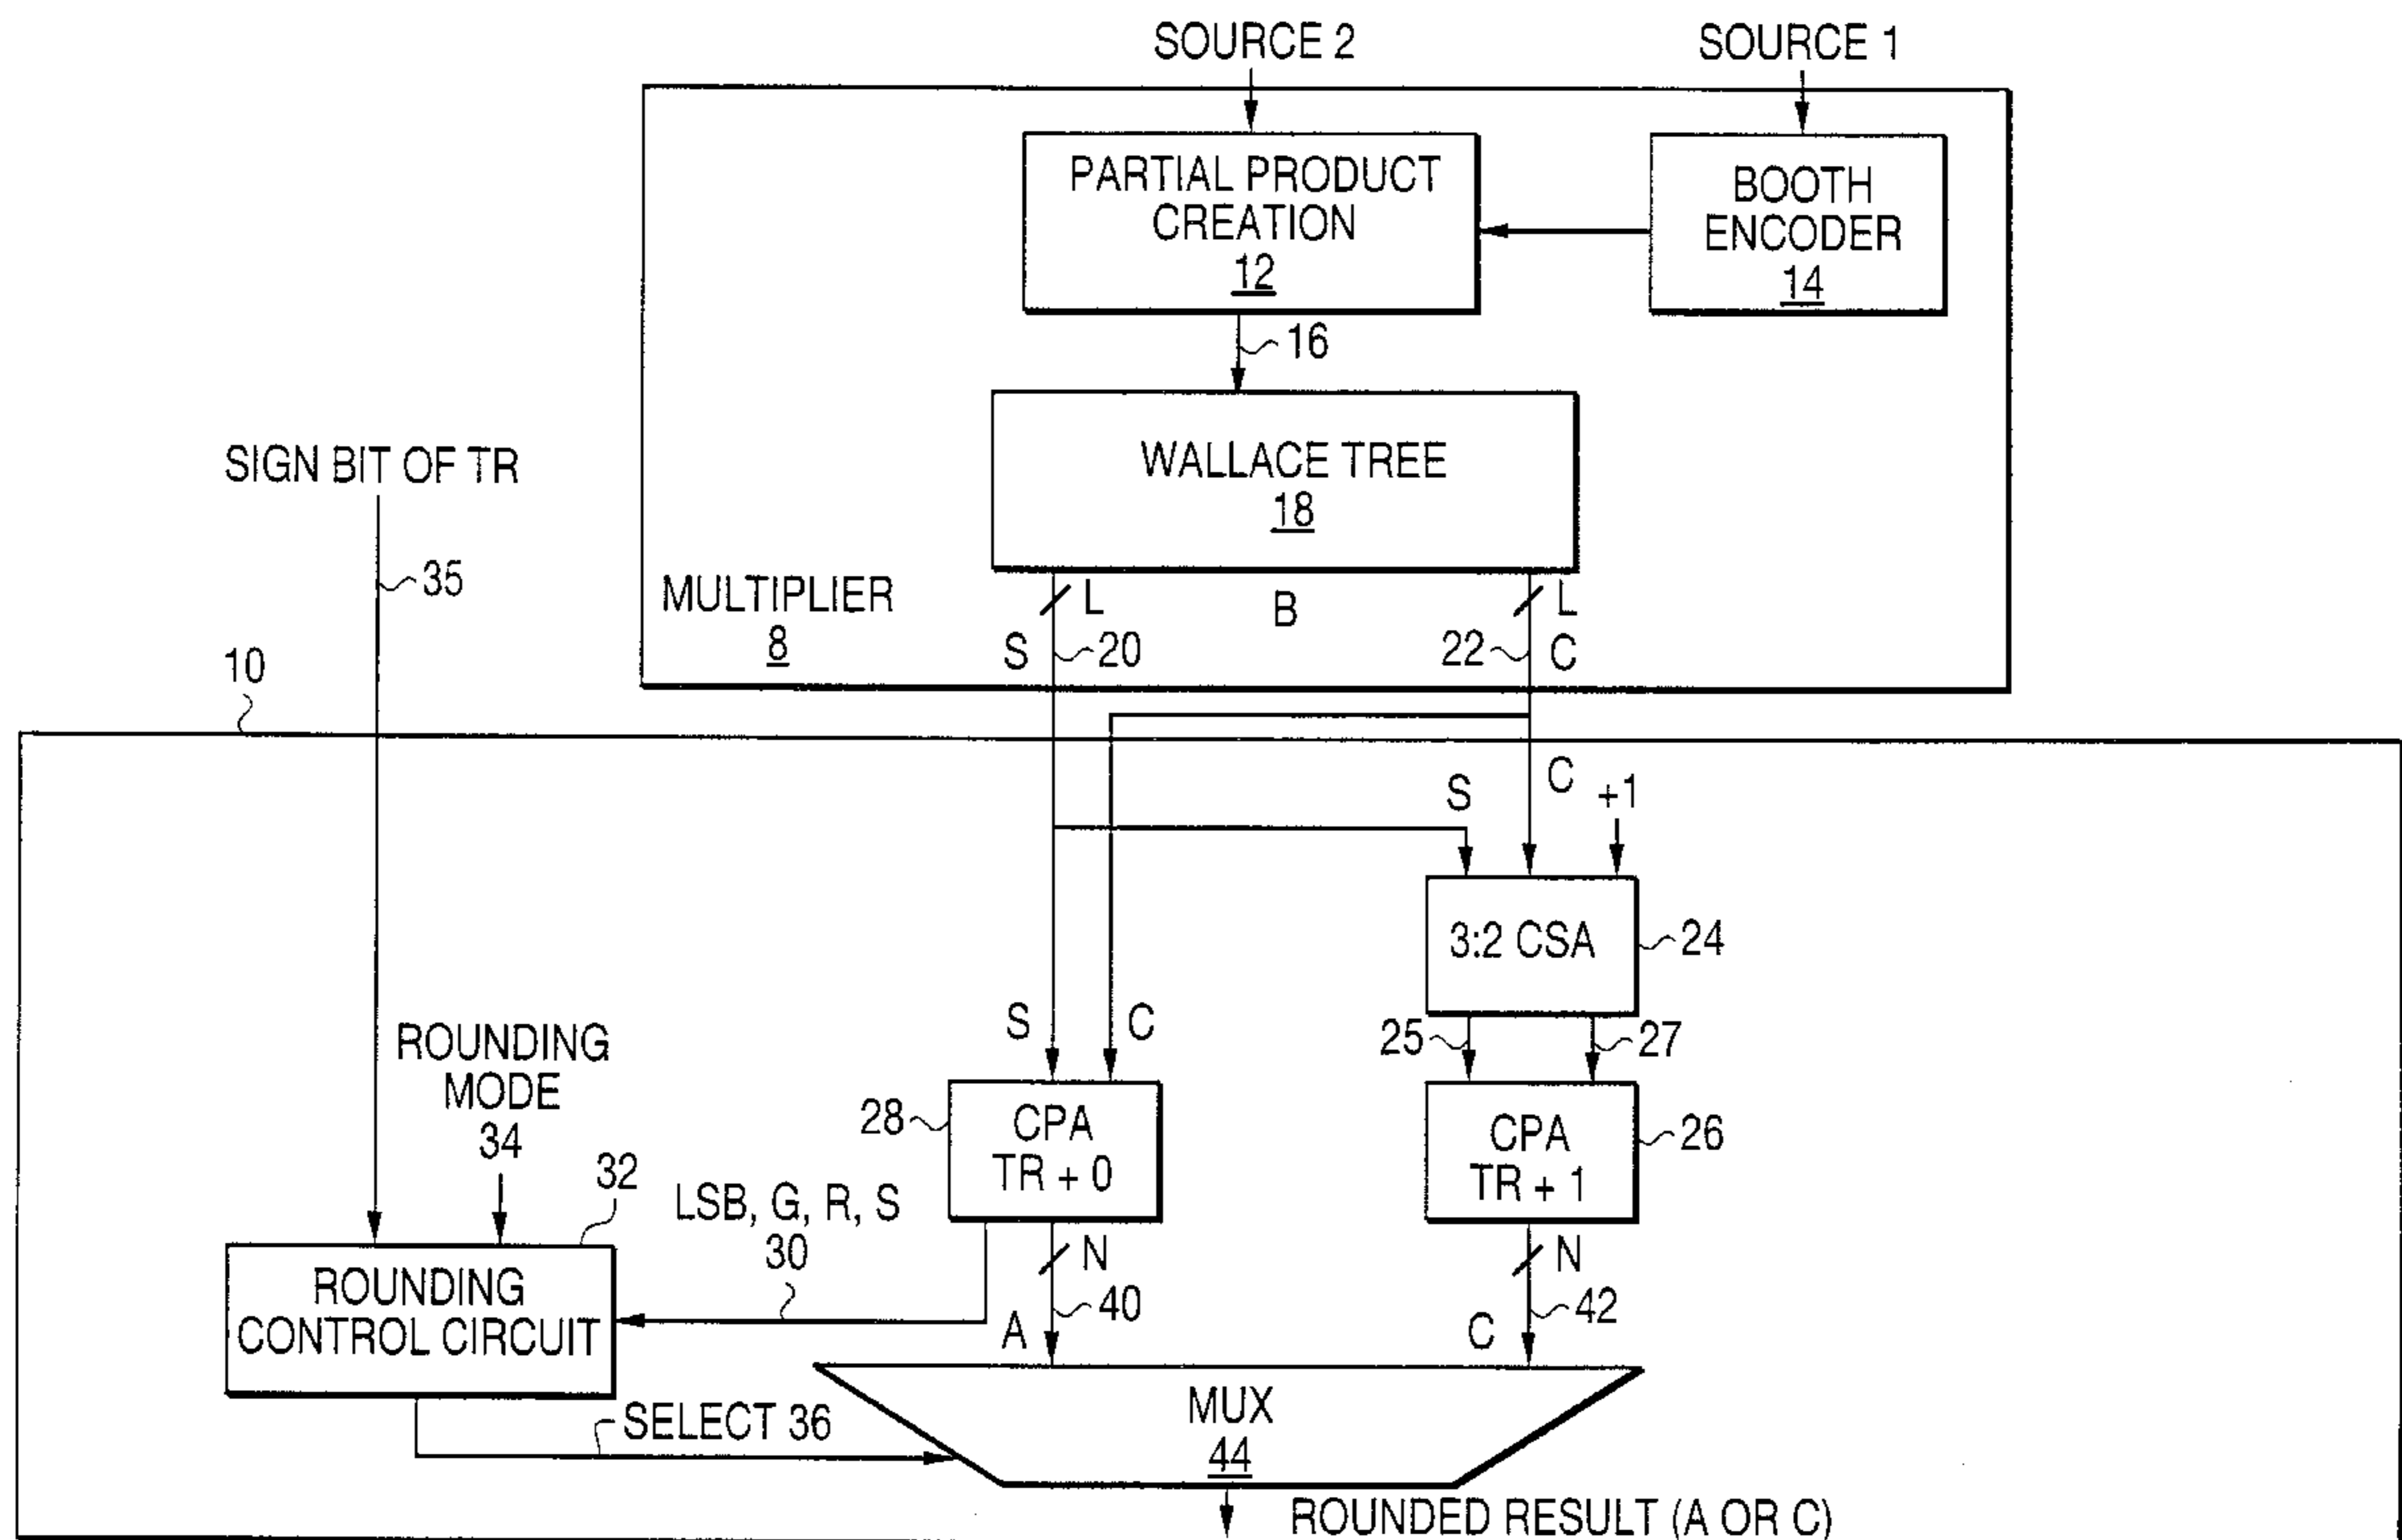 SOURCE 2
SOURCE 1
PARTIAL PRODUCT
CREATION
12
BOOTH
ENCODER
14
16
WALLACE TREE
18
SIGN BIT OF TR
35
MULTIPLIER
8
L
B
L
S
20
22
C
10
S
C
+1
3:2 CSA
24
S
C
25
27
ROUNDING
MODE
34
28
CPA
TR + 0
CPA
TR + 1
26
32
LSB, G, R, S
30
N
N
ROUNDING
CONTROL CIRCUIT
40
42
A
C
SELECT 36
MUX
44
ROUNDED RESULT (A OR C)